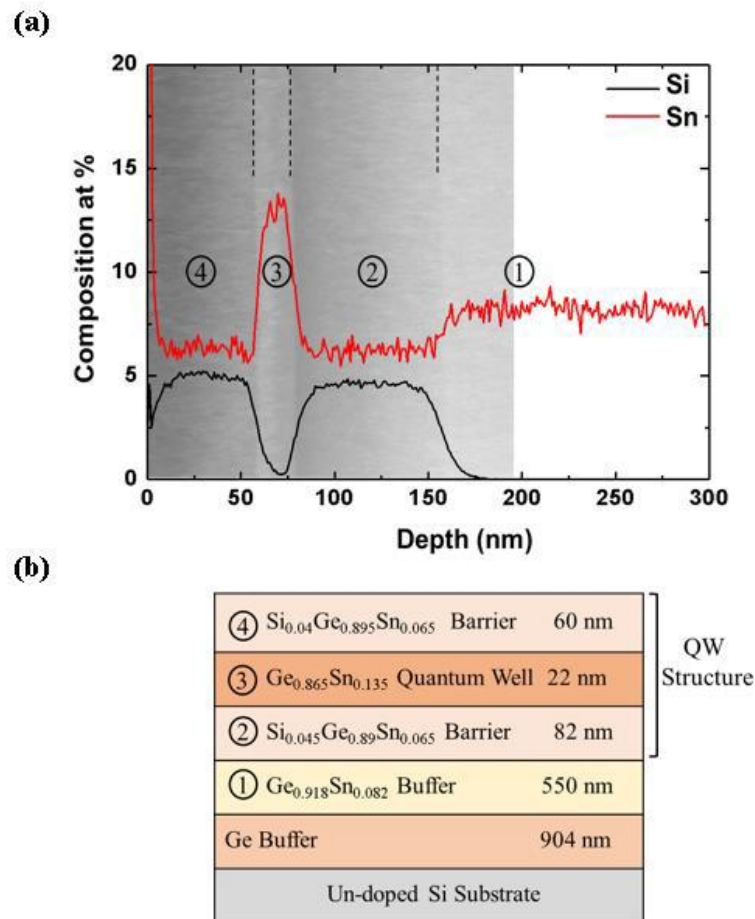 (a)
20
15
10
5
0
Composition at %
Si
Sn
④ ③ ② ①
0 50 100 150 200 250 300
Depth (nm)
(b)
④ Si0.04Ge0.895Sn0.065 Barrier 60 nm
③ Ge0.865Sn0.135 Quantum Well 22 nm
② Si0.045Ge0.89Sn0.065 Barrier 82 nm
QW
Structure
① Ge0.918Sn0.082 Buffer 550 nm
Ge Buffer 904 nm
Un-doped Si Substrate